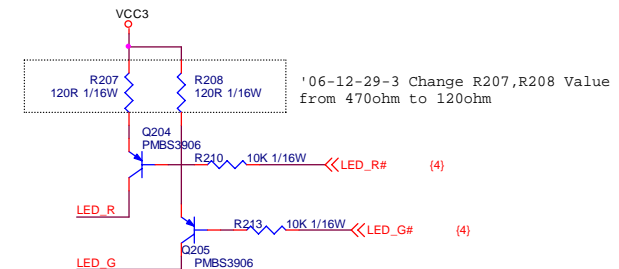 VCC3
R207
120R 1/16W
R208
120R 1/16W
'06-12-29-3 Change R207,R208 Value
from 470ohm to 120ohm
Q204
PMBS3906
R210
10K 1/16W
LED_R#
{4}
LED_R
R213
10K 1/16W
LED_G#
{4}
Q205
PMBS3906
LED_G